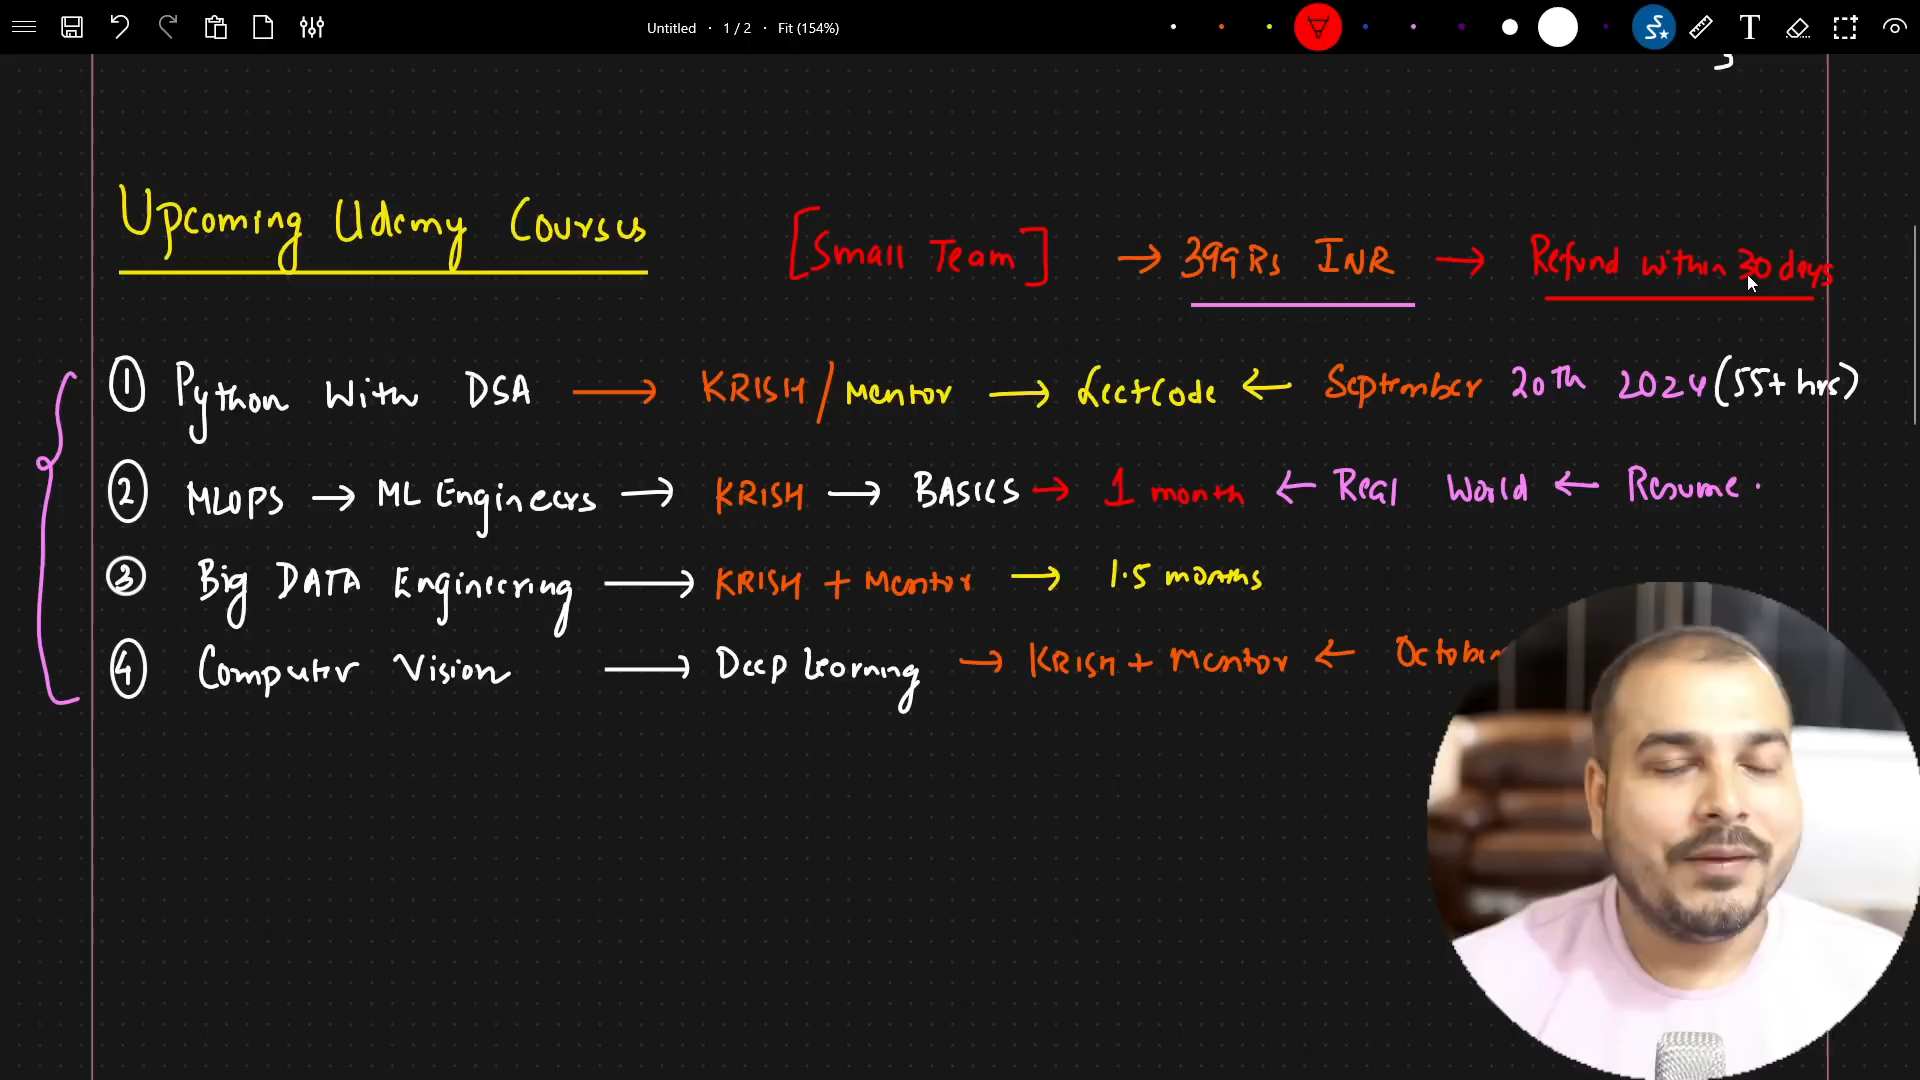 Untitled • 1 / 2 • Fit (154%)
Upcoming Udemy Courses
[Small Team] → 399 Rs INR → Refund within 30 days
① Python With DSA → KRISH / Mentor → LeetCode ← September 20th 2024 (55+ hrs)
② MLOPS → ML Engineers → KRISH → BASICS → 1 month ← Real World ← Resume.
③ Big DATA Engineering → KRISH + Mentor → 1.5 months
④ Computer Vision → Deep Learning → KRISH + Mentor ←